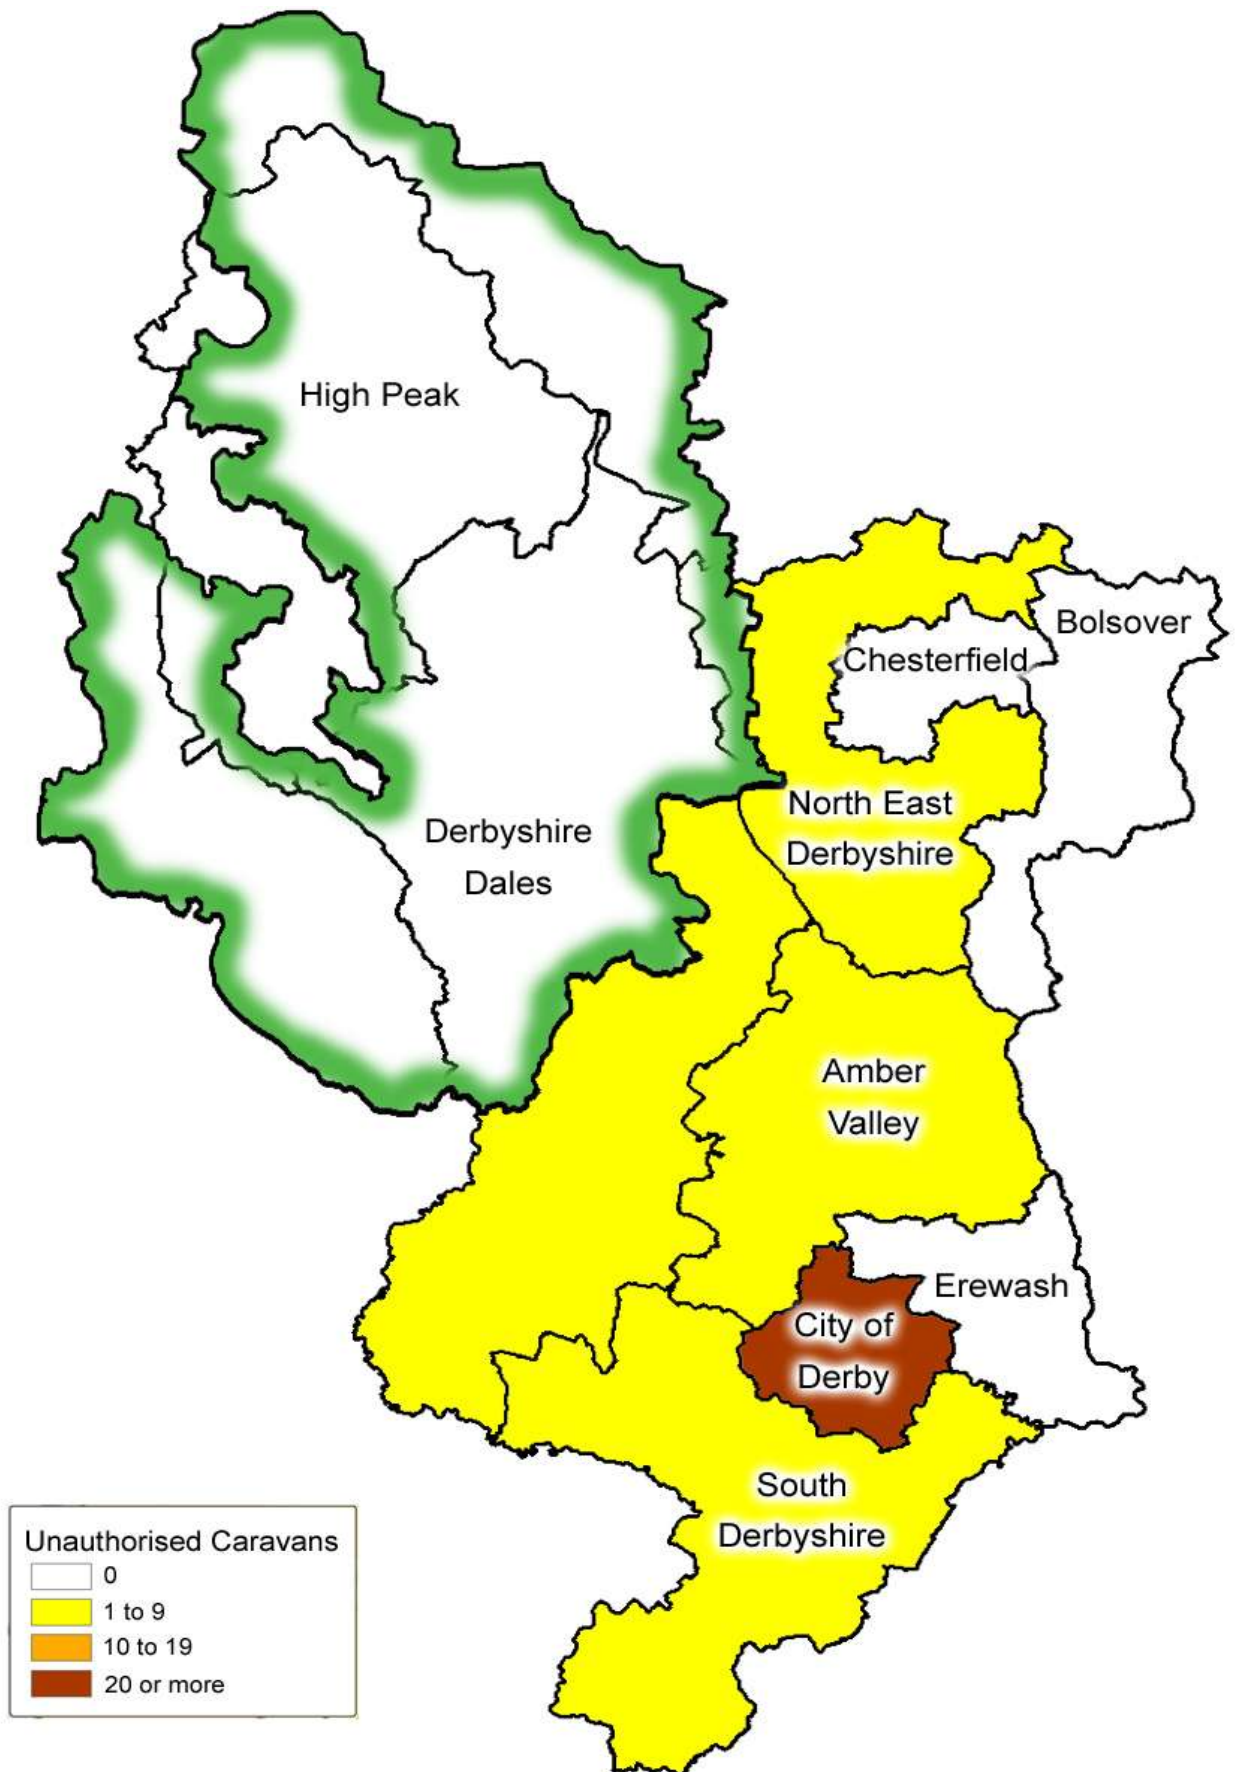 High Peak
Bolsover
Chesterfield
North East
Derbyshire
Derbyshire
Dales
Amber
Valley
Erewash
City of
Derby
South
Derbyshire
Unauthorised Caravans
0
1 to 9
10 to 19
20 or more